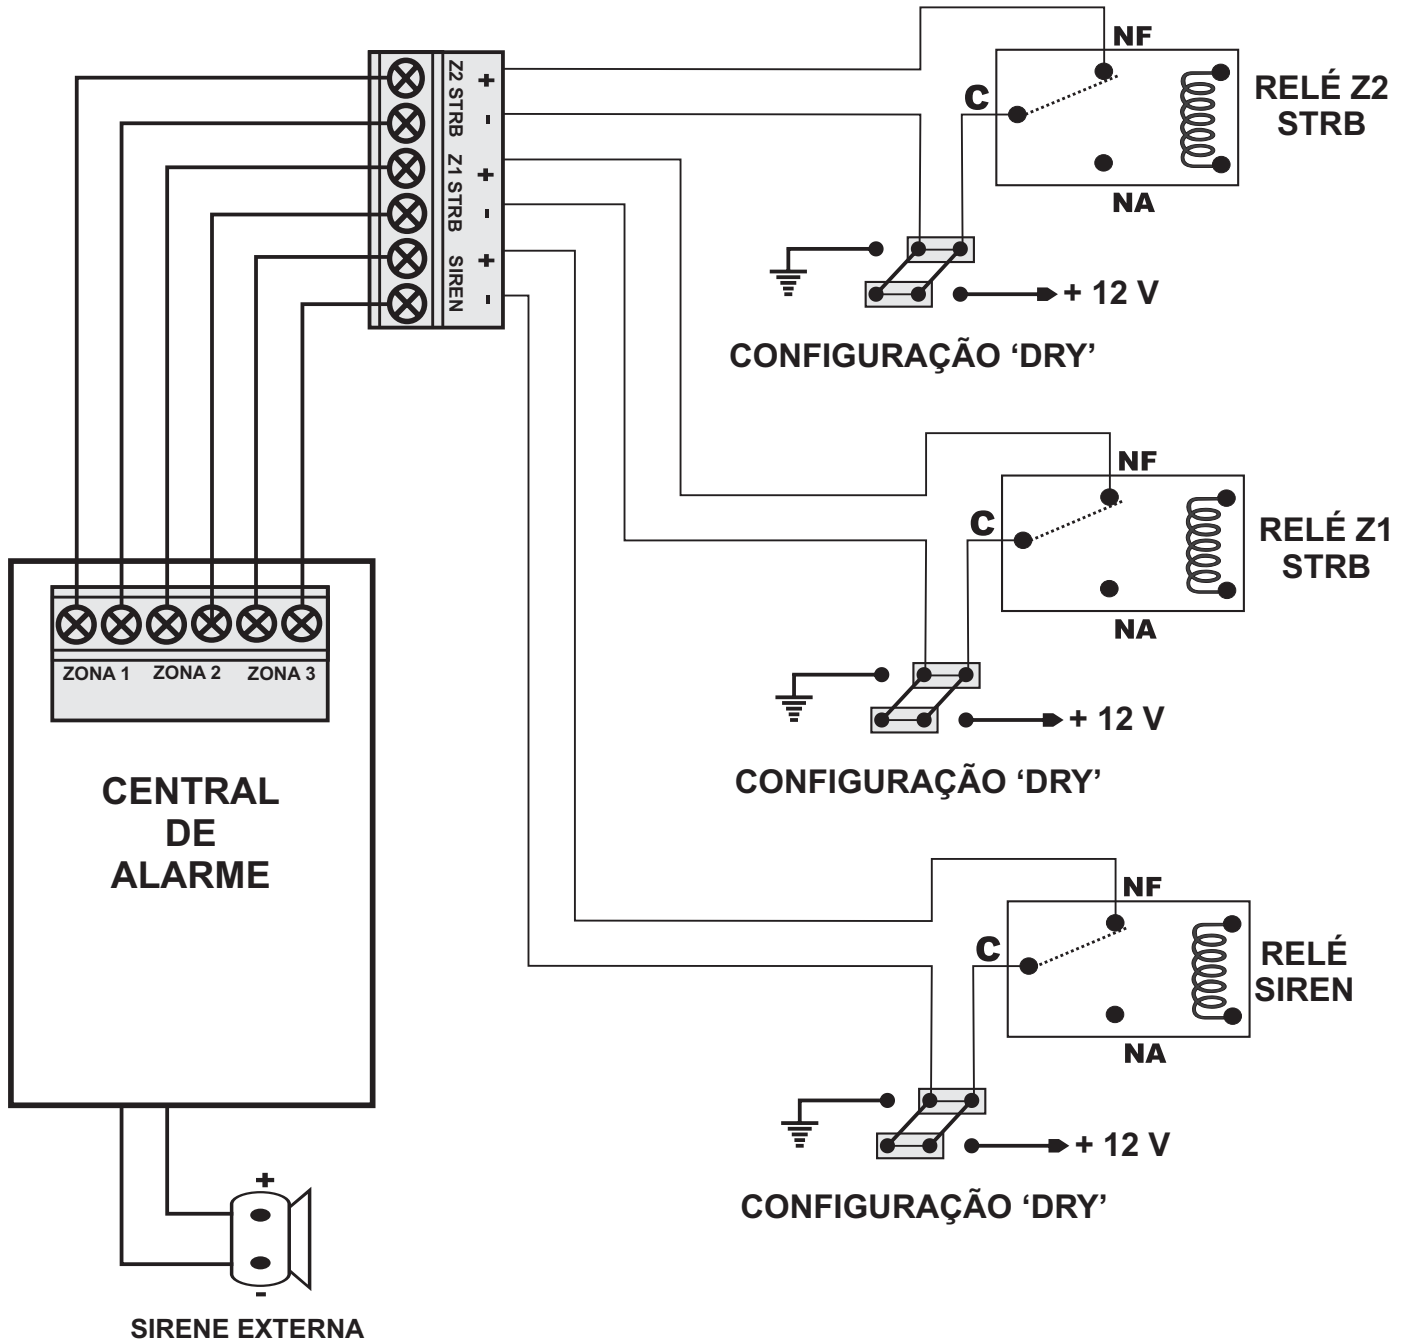 Z2 STRB
+
-
Z1 STRB
+
-
SIREN
+
-
NF
C
NA
RELÉ Z2
STRB
+ 12 V
CONFIGURAÇÃO ‘DRY’
NF
C
NA
RELÉ Z1
STRB
+ 12 V
CONFIGURAÇÃO ‘DRY’
NF
C
NA
RELÉ
SIREN
+ 12 V
CONFIGURAÇÃO ‘DRY’
ZONA 1 ZONA 2 ZONA 3
CENTRAL
DE
ALARME
+
-
SIRENE EXTERNA